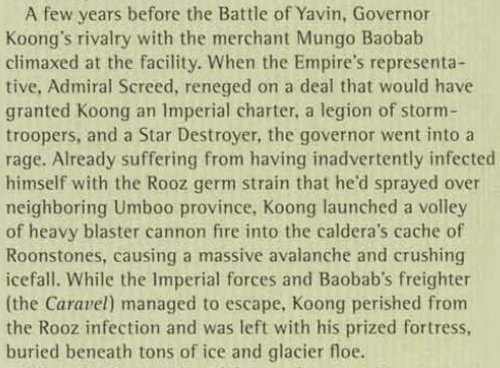 A few years before the Battle of Yavin, Governor
Koong's rivalry with the merchant Mungo Baobab
climaxed at the facility. When the Empire's representa-
tive, Admiral Screed, reneged on a deal that would have
granted Koong an Imperial charter, a legion of storm-
troopers, and a Star Destroyer, the governor went into a
rage. Already suffering from having inadvertently infected
himself with the Rooz germ strain that he'd sprayed over
neighboring Umboo province, Koong launched a volley
of heavy blaster cannon fire into the caldera's cache of
Roonstones, causing a massive avalanche and crushing
icefall. While the Imperial forces and Baobab's freighter
(the Caravel) managed to escape, Koong perished from
the Rooz infection and was left with his prized fortress,
buried beneath tons of ice and glacier floe.